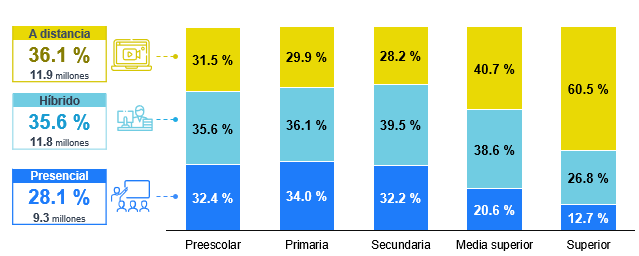 A distancia
36.1 %
11.9 millones
Híbrido
35.6 %
11.8 millones
Presencial
28.1 %
9.3 millones
31.5 % 29.9 % 28.2 % 40.7 % 60.5 %
35.6 % 36.1 % 39.5 % 38.6 % 26.8 %
32.4 % 34.0 % 32.2 % 20.6 % 12.7 %
Preescolar Primaria Secundaria Media superior Superior